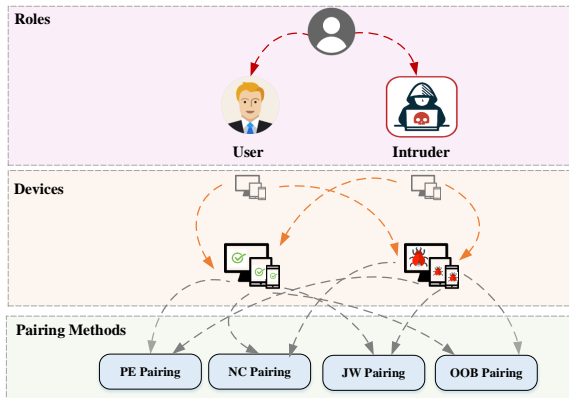 Roles
User
Intruder
Devices
Pairing Methods
PE Pairing
NC Pairing
JW Pairing
OOB Pairing